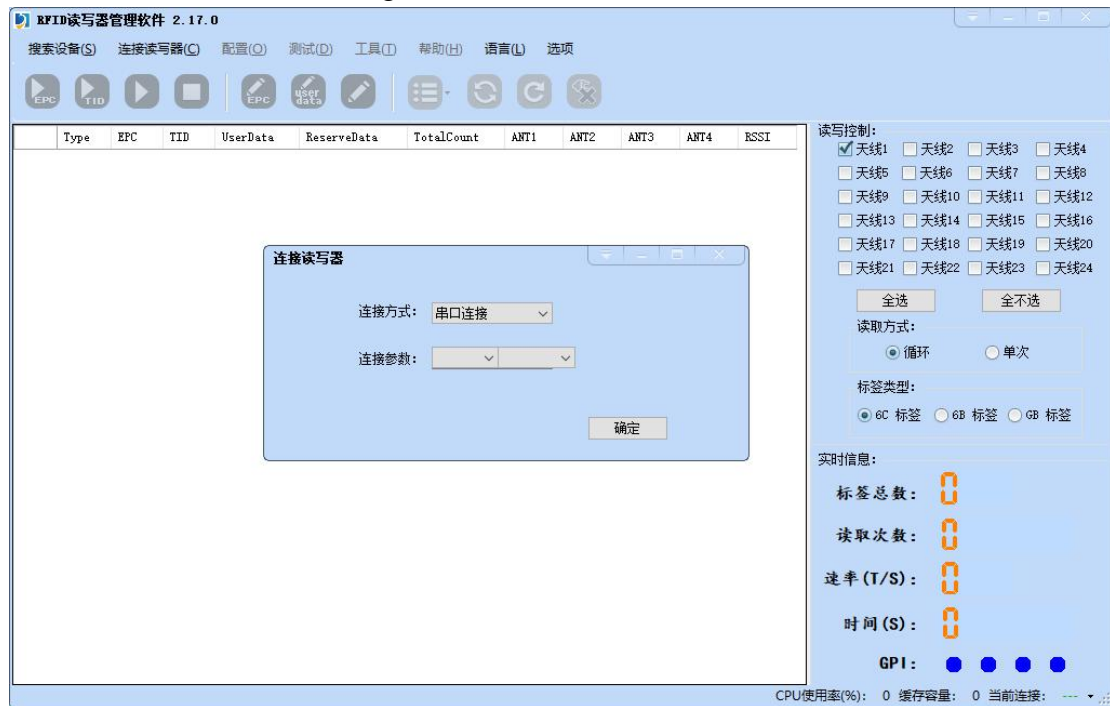 RFID读写器管理软件 2.17.0
搜索设备(S) 连接读写器(C) 配置(O) 测试(D) 工具(T) 帮助(H) 语言(L) 选项
EPC TID EPC user data
Type EPC TID UserData ReserveData TotalCount ANT1 ANT2 ANT3 ANT4 RSSI
读写控制:
天线1 天线2 天线3 天线4
天线5 天线6 天线7 天线8
天线9 天线10 天线11 天线12
天线13 天线14 天线15 天线16
天线17 天线18 天线19 天线20
天线21 天线22 天线23 天线24
全选 全不选
读取方式:
循环 单次
标签类型:
6C 标签 6B 标签 GB 标签
连接读写器
连接方式: 串口连接
连接参数:
确定
实时信息:
标签总数: 0
读取次数: 0
速率(T/S): 0
时间(S): 0
GPI:
CPU使用率(%): 0 缓存容量: 0 当前连接: ---